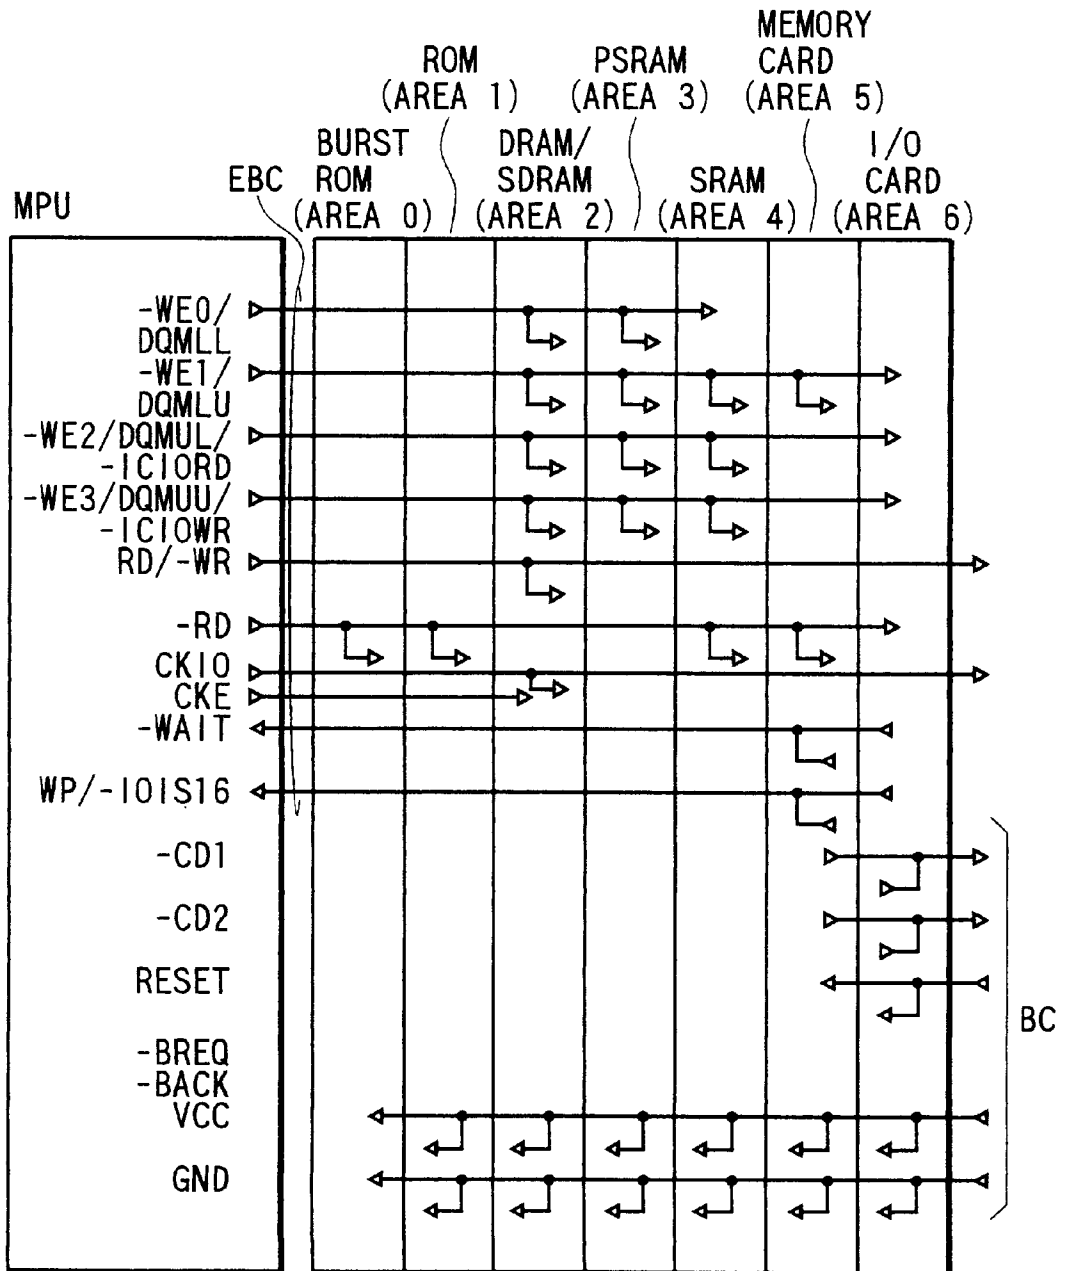 MEMORY
ROM PSRAM CARD
(AREA 1) (AREA 3) (AREA 5)
BURST DRAM/ I/O
EBC ROM SDRAM SRAM CARD
MPU (AREA 0) (AREA 2) (AREA 4) (AREA 6)
-WE0/
DQMLL
-WE1/
DQMLU
-WE2/DQMUL/
-ICIORD
-WE3/DQMUU/
-ICIOWR
RD/-WR
-RD
CKIO
CKE
-WAIT
WP/-IOIS16
-CD1
-CD2
RESET
BC
-BREQ
-BACK
VCC
GND